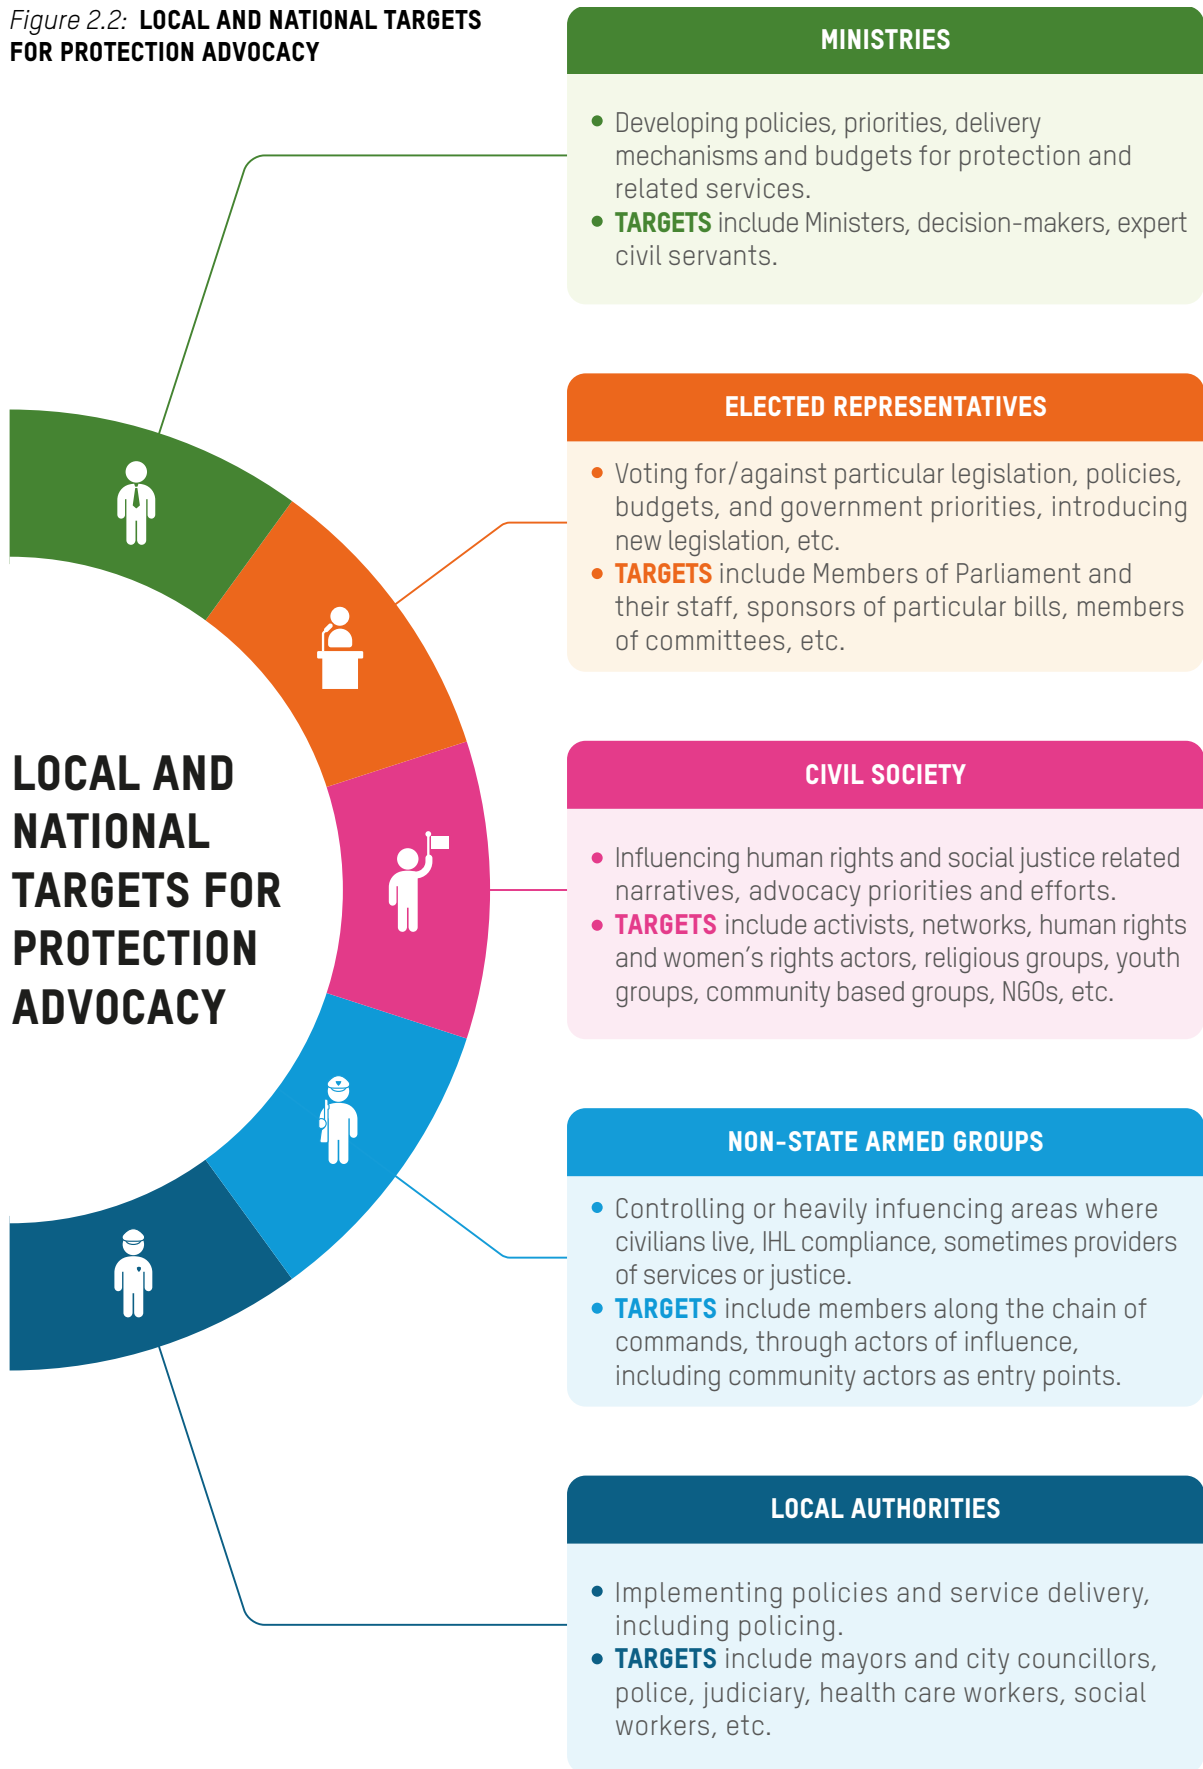 Figure 2.2: LOCAL AND NATIONAL TARGETS
FOR PROTECTION ADVOCACY
MINISTRIES
• Developing policies, priorities, delivery
mechanisms and budgets for protection and
related services.
• TARGETS include Ministers, decision-makers, expert
civil servants.
ELECTED REPRESENTATIVES
• Voting for/against particular legislation, policies,
budgets, and government priorities, introducing
new legislation, etc.
• TARGETS include Members of Parliament and
their staff, sponsors of particular bills, members
of committees, etc.
LOCAL AND
NATIONAL
TARGETS FOR
PROTECTION
ADVOCACY
CIVIL SOCIETY
• Influencing human rights and social justice related
narratives, advocacy priorities and efforts.
• TARGETS include activists, networks, human rights
and women's rights actors, religious groups, youth
groups, community based groups, NGOs, etc.
NON-STATE ARMED GROUPS
• Controlling or heavily infuencing areas where
civilians live, IHL compliance, sometimes providers
of services or justice.
• TARGETS include members along the chain of
commands, through actors of influence,
including community actors as entry points.
LOCAL AUTHORITIES
• Implementing policies and service delivery,
including policing.
• TARGETS include mayors and city councillors,
police, judiciary, health care workers, social
workers, etc.